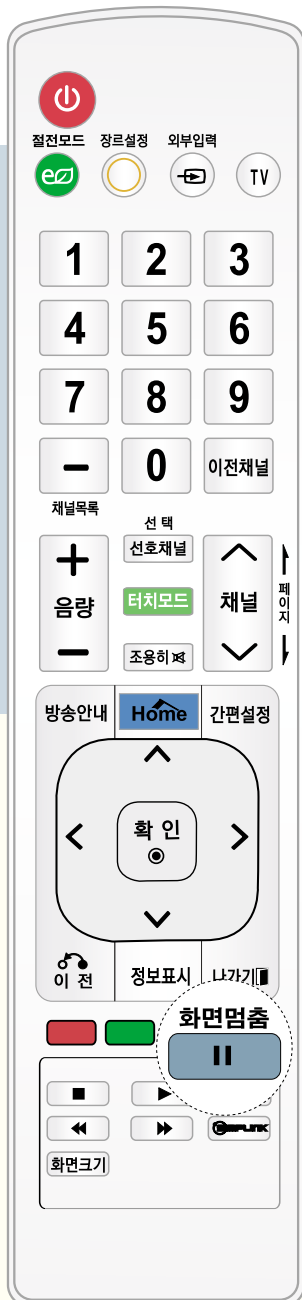 절전모드 장르설정 외부입력
TV
1 2 3
4 5 6
7 8 9
0 이전채널
채널목록
선 택
선호채널
음량 터치모드 채널 페이지
조용히
방송안내 Home 간편설정
확 인
이 전 정보표시 나가기
화면멈춤
화면크기